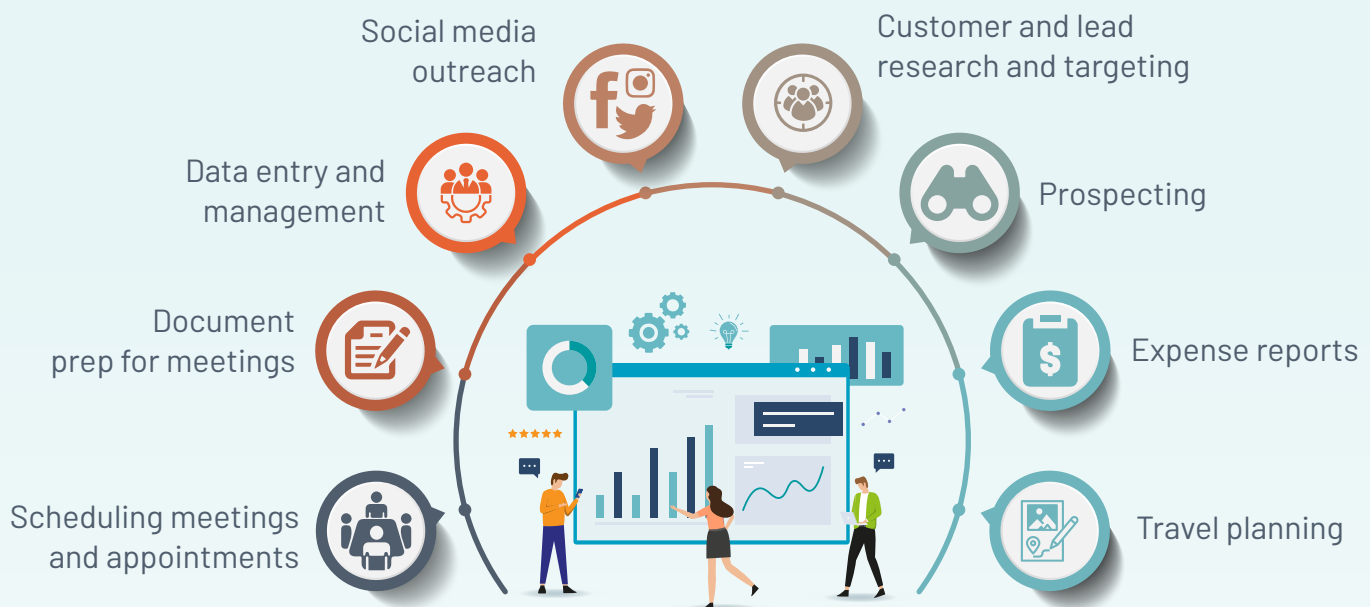 Social media
outreach
Customer and lead
research and targeting
Data entry and
management
Prospecting
Document
prep for meetings
Expense reports
$
Scheduling meetings
and appointments
Travel planning